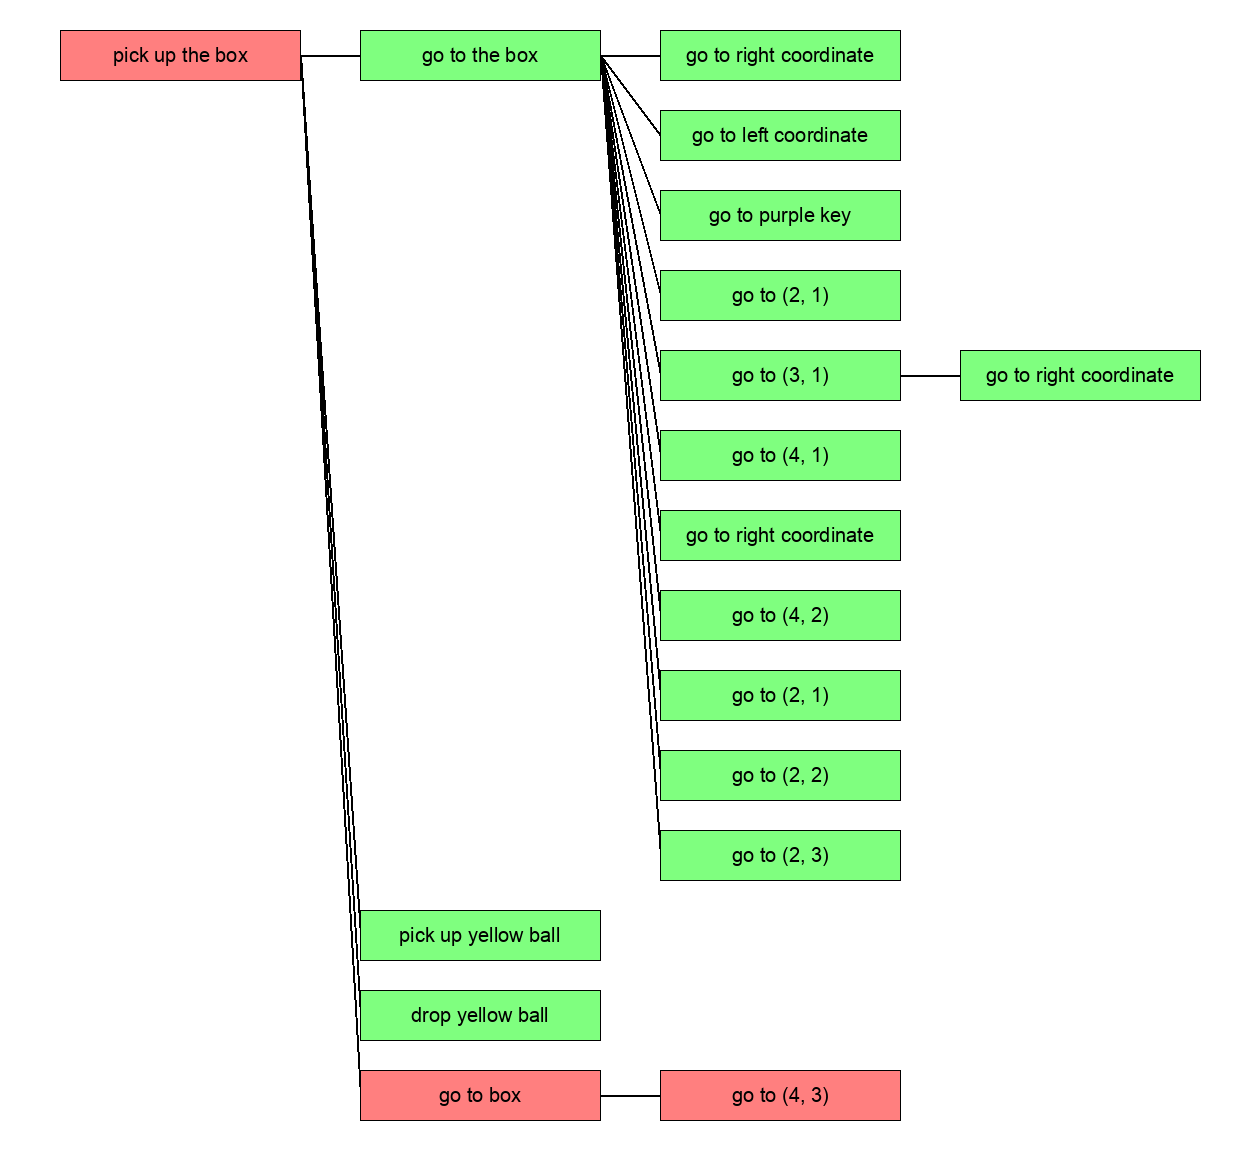 pick up the box
go to the box
go to right coordinate
go to left coordinate
go to purple key
go to (2, 1)
go to (3, 1)
go to right coordinate
go to (4, 1)
go to right coordinate
go to (4, 2)
go to (2, 1)
go to (2, 2)
go to (2, 3)
pick up yellow ball
drop yellow ball
go to box
go to (4, 3)